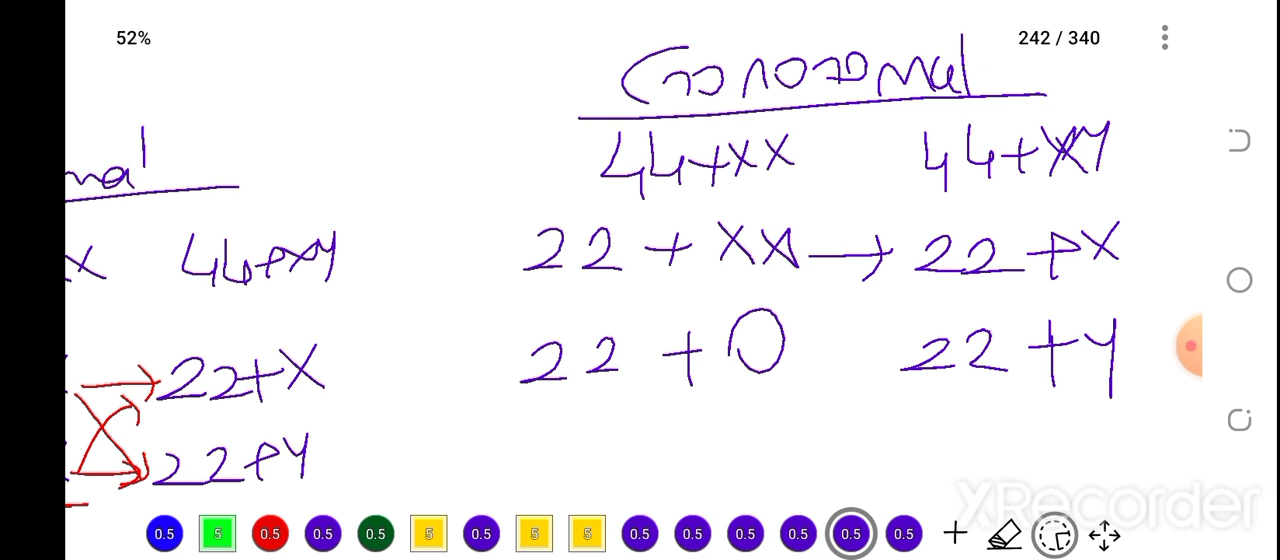 52%
242 / 340
mal
44+XX 44+XY
x 44+XY
22 + XX → 22 + X
22 + 0 22 + Y
22+X
22+Y
XRecorder
0.5 5 0.5 0.5 0.5 5 0.5 5 5 0.5 0.5 0.5 0.5 0.5 0.5